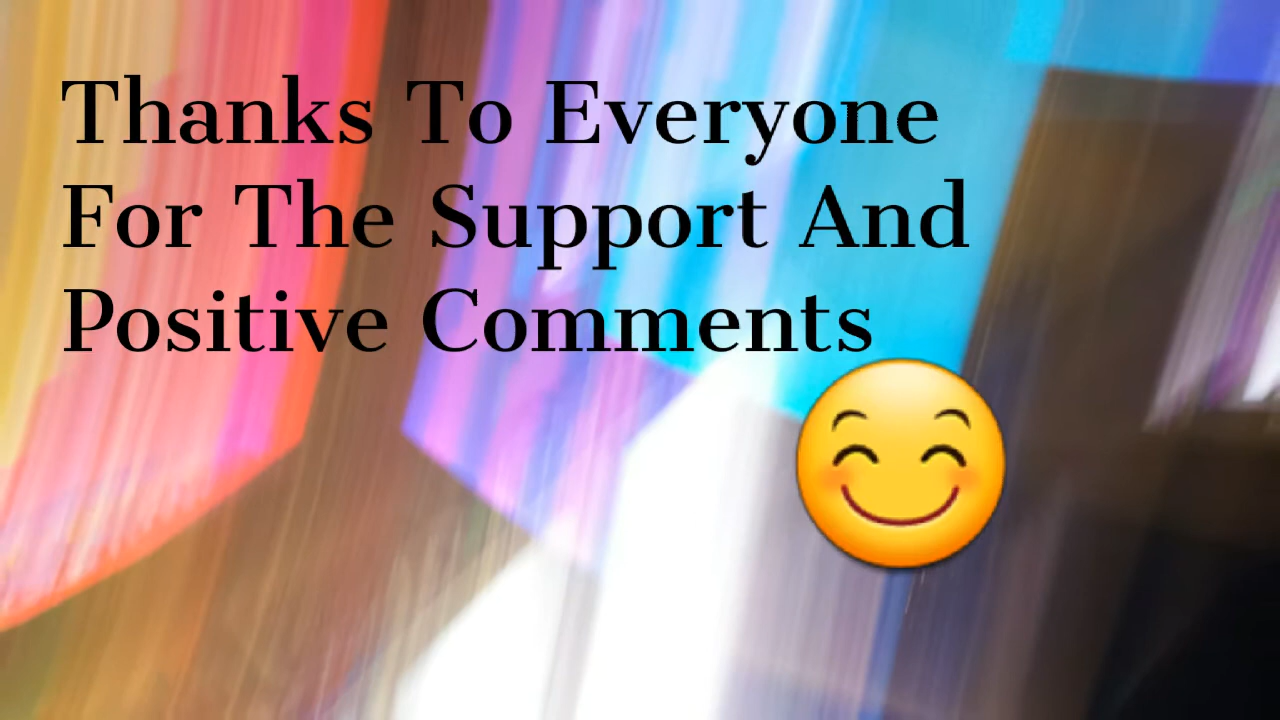 Thanks To Everyone
For The Support And
Positive Comments